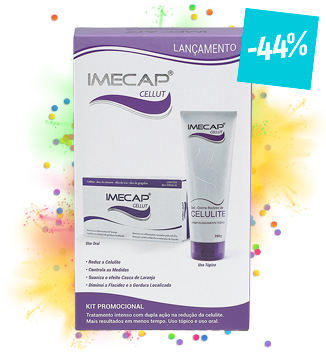 -44%
LANÇAMENTO
IMECAP®
CELLUT
IMECAP
CELLUT
IMECAP®
CELLUT
CELULITE
Uso Oral
Uso Tópico
• Reduz a Celulite
• Controla as Medidas
• Suaviza o efeito Casca de Laranja
• Diminui a Flacidez e a Gordura Localizada
KIT PROMOCIONAL
Tratamento intenso com dupla ação na redução da celulite.
Mais resultados em menos tempo. Uso tópico e uso oral.